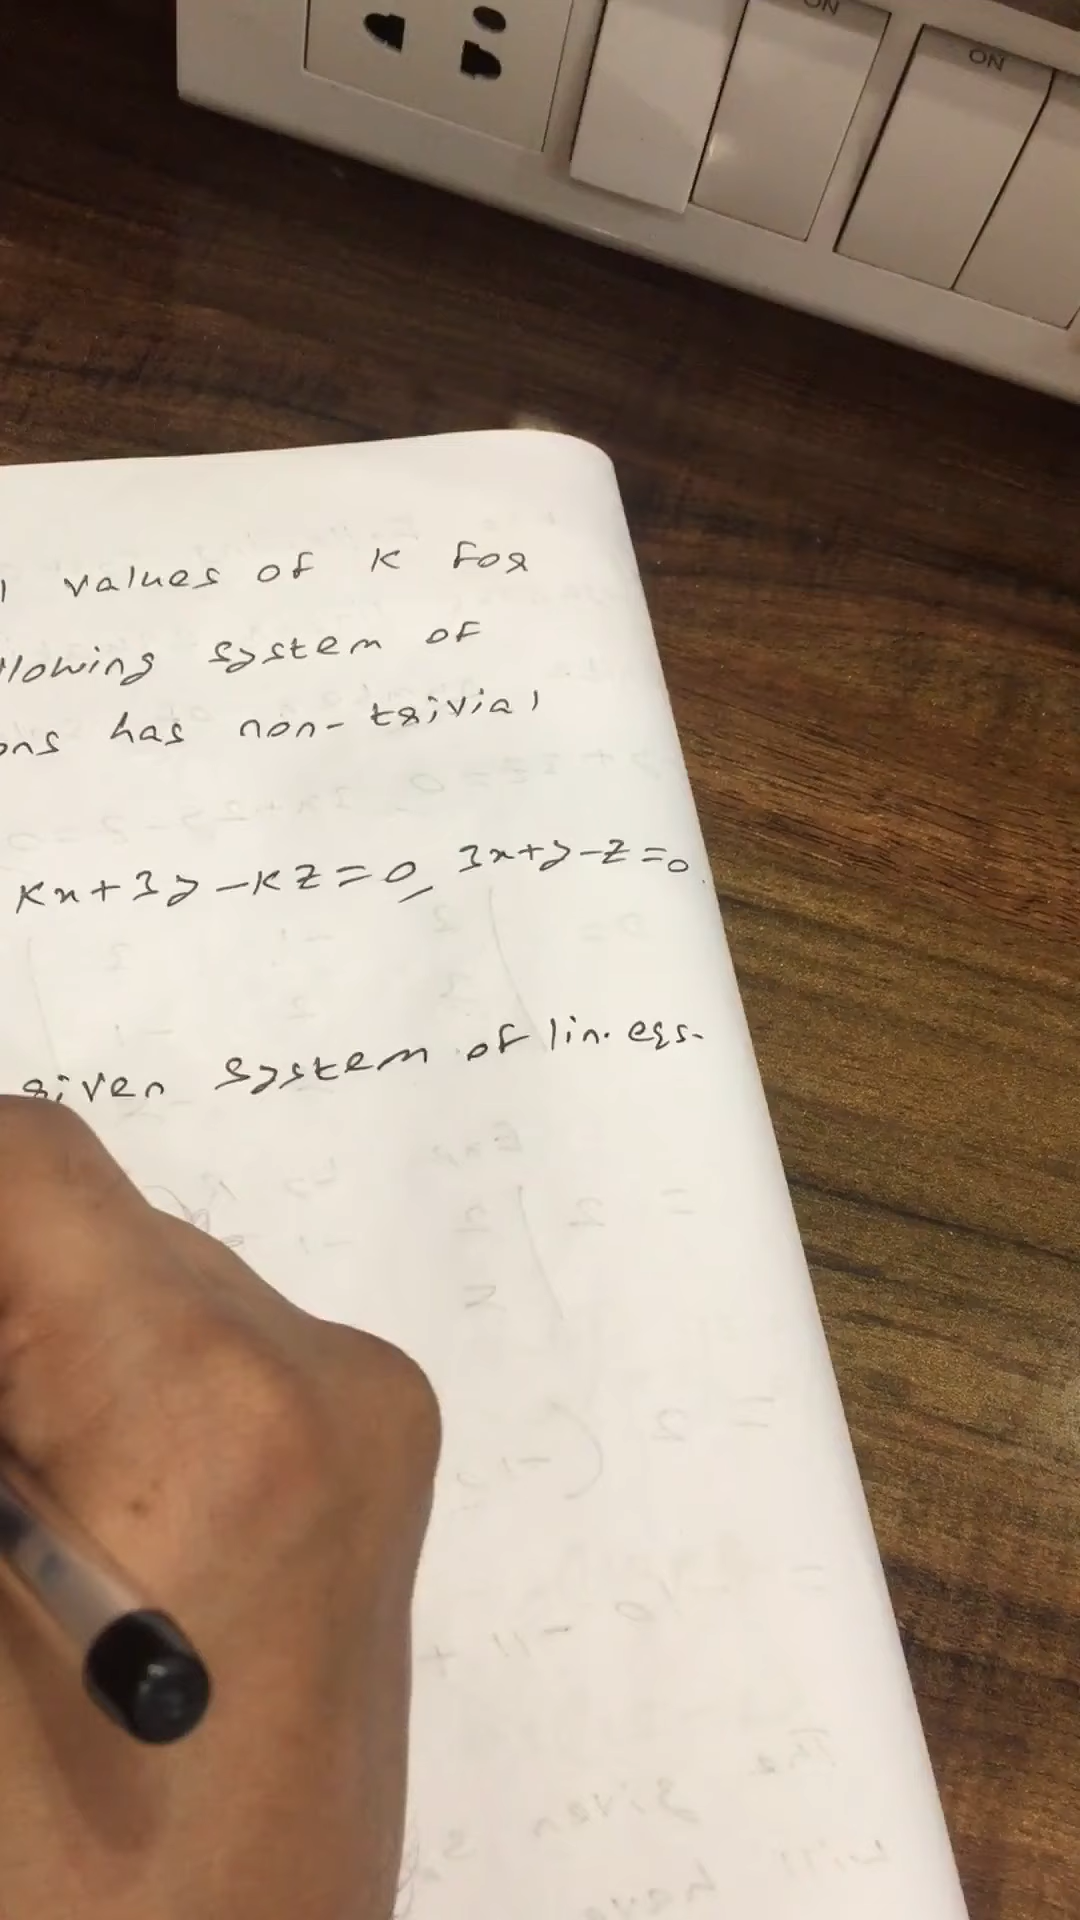 ON
ON
values of K for
llowing system of
ons has non-trivial
Kx+3y-Kz=0, 3x+y-z=0.
given system of lin. eqs.